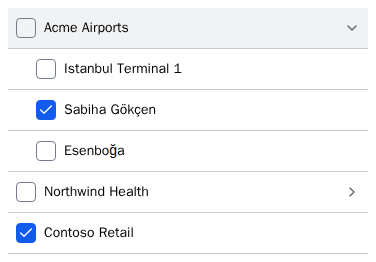 Acme Airports
Istanbul Terminal 1
Sabiha Gökçen
Esenboğa
Northwind Health
Contoso Retail